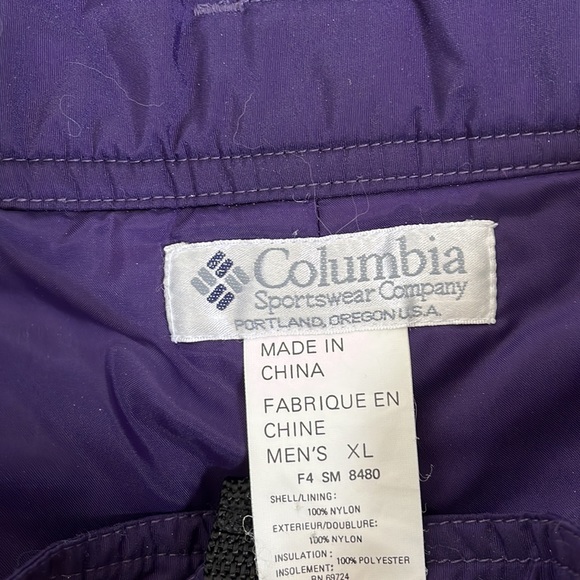 Columbia
Sportswear Company
PORTLAND, OREGON U.S.A.
MADE IN
CHINA
FABRIQUE EN
CHINE
MEN'S XL
F4 SM 8480
SHELL/LINING:
100% NYLON
EXTERIEUR/DOUBLURE:
100% NYLON
INSULATION: 100% POLYESTER
INSOLEMENT:
RN 69724